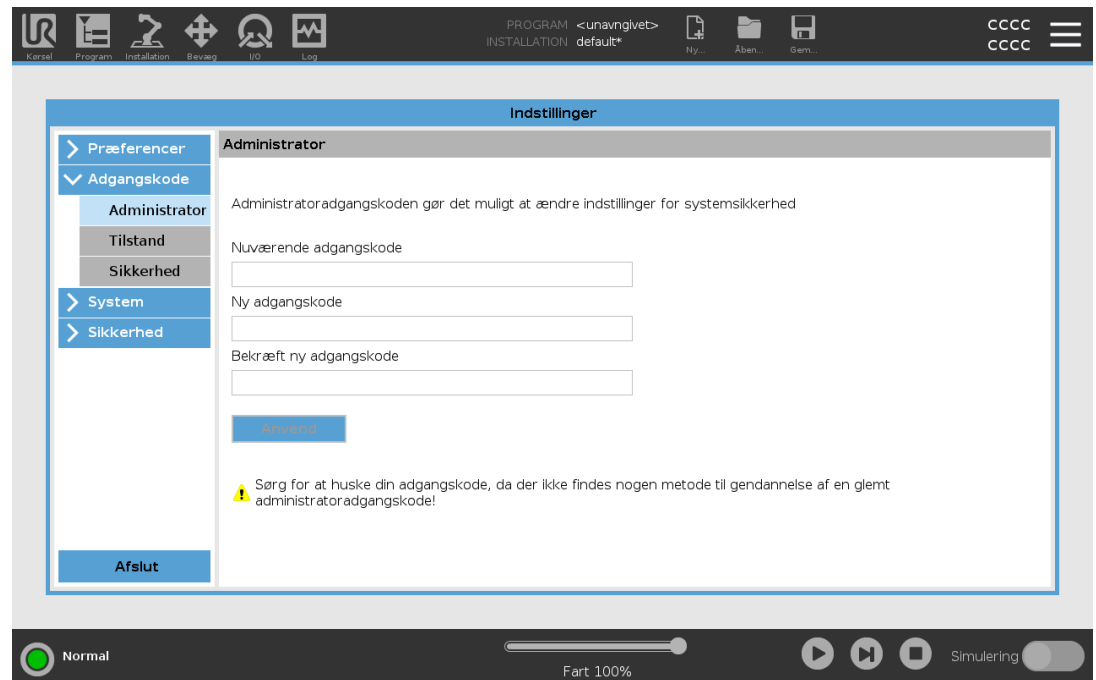 UR
Kørsel
Program
Installation
Bevæg
I/O
Log
PROGRAM <unavngivet>
INSTALLATION default*
Ny...
Åben...
Gem...
CCCC
CCCC
Indstillinger
Præferencer
Adgangskode
Administrator
Tilstand
Sikkerhed
System
Sikkerhed
Afslut
Administrator
Administratoradgangskoden gør det muligt at ændre indstillinger for systemsikkerhed
Nuværende adgangskode
Ny adgangskode
Bekræft ny adgangskode
Anvend
Sørg for at huske din adgangskode, da der ikke findes nogen metode til gendannelse af en glemt
administratoradgangskode!
Normal
Fart 100%
Simulering